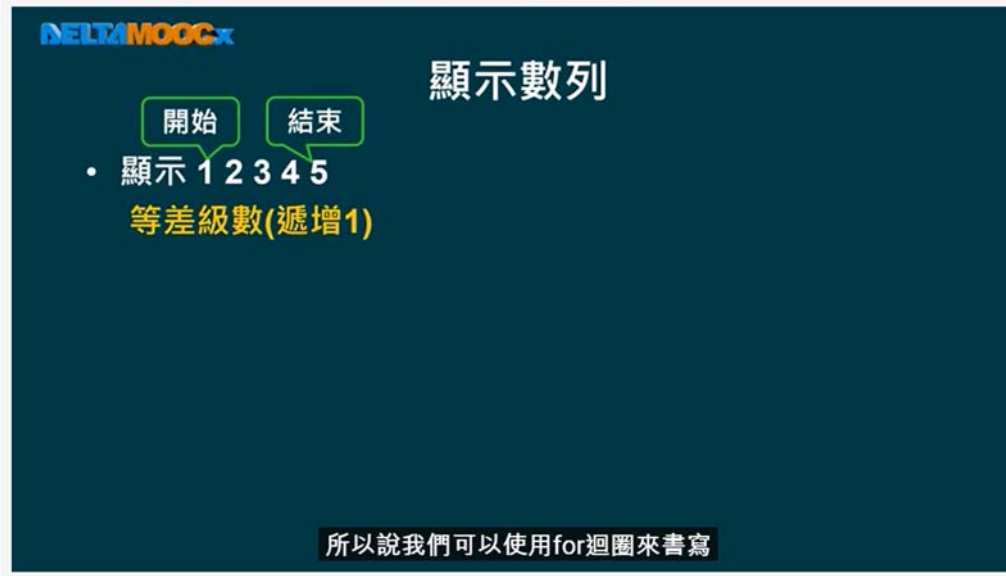 DELTAMOOCx
顯示數列
開始 結束
• 顯示 1 2 3 4 5
等差級數(遞增1)
所以說我們可以使用for迴圈來書寫